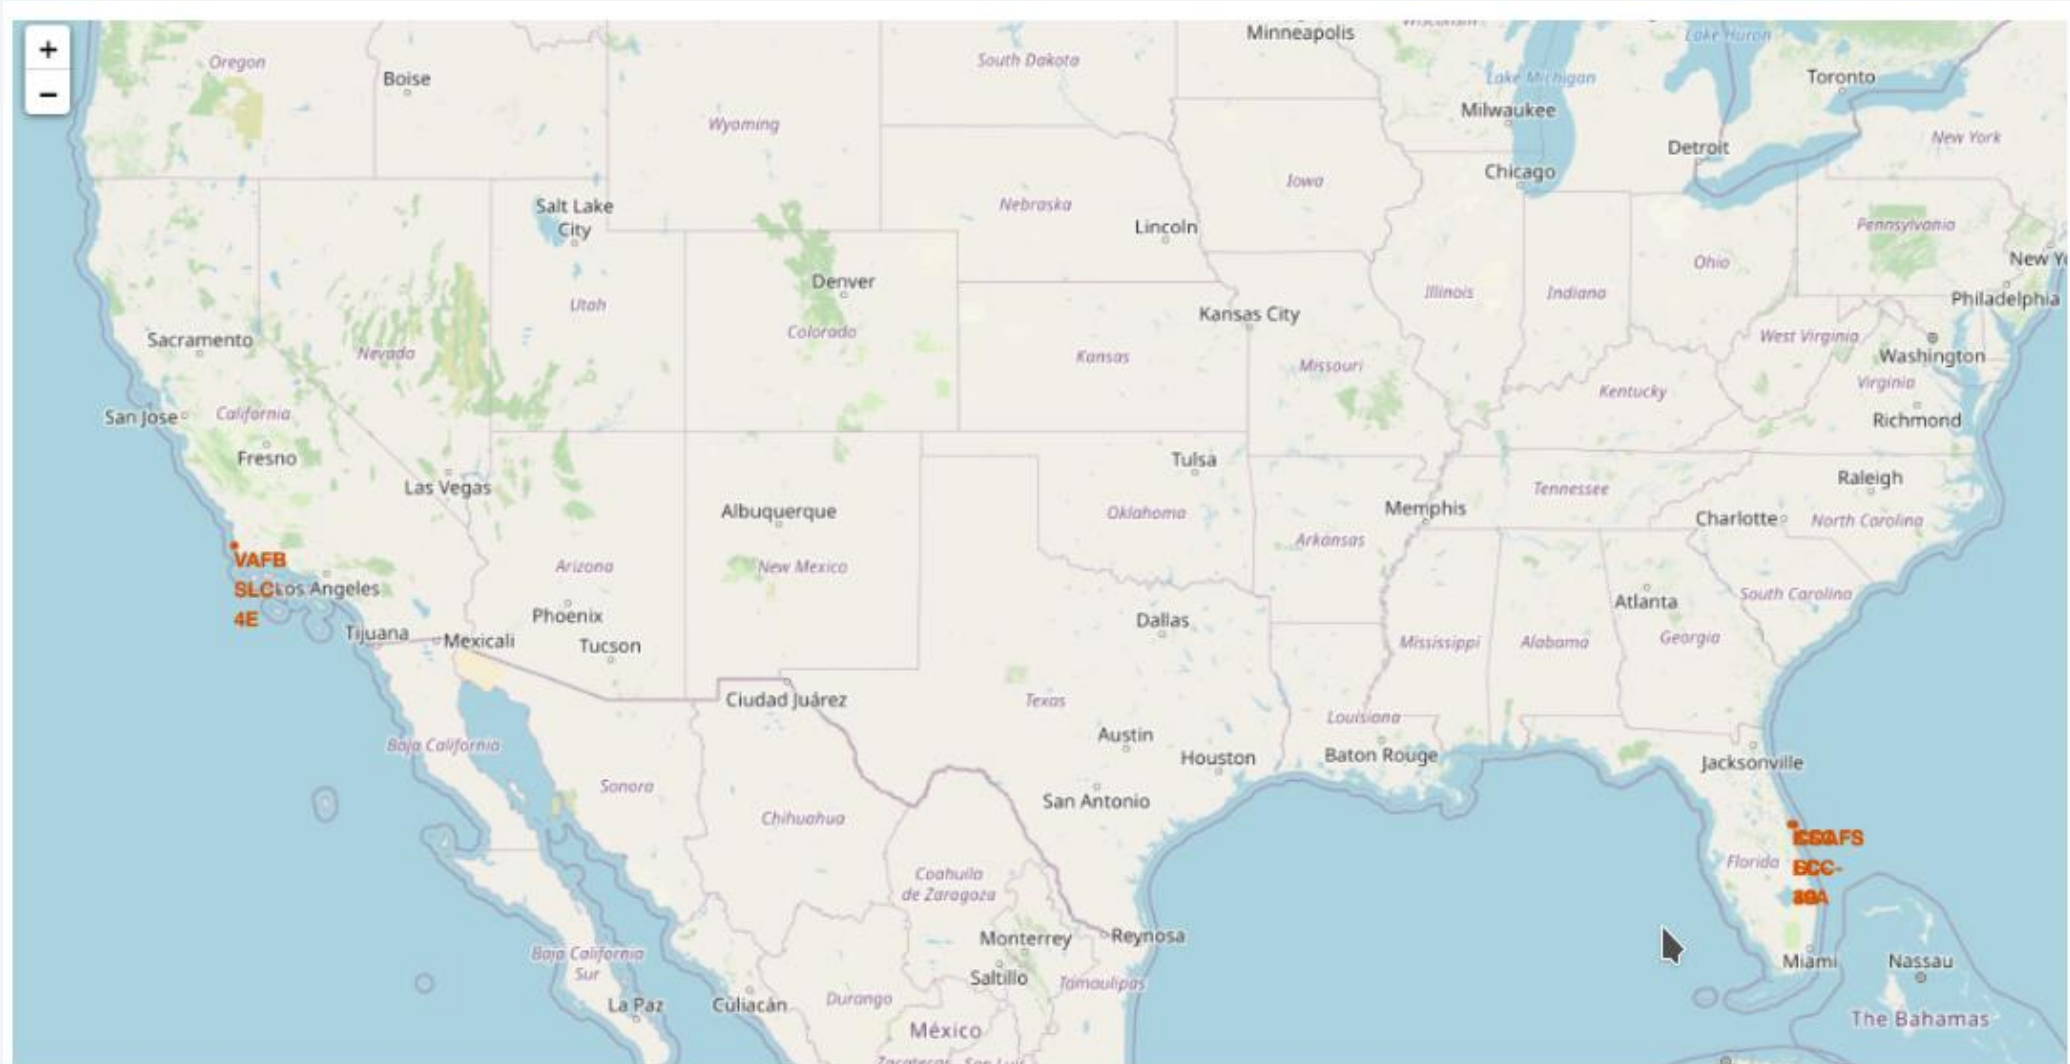 +
−
Oregon
Boise
South Dakota
Minneapolis
Wisconsin
Lake Michigan
Lake Huron
Toronto
Milwaukee
Wyoming
Detroit
New York
Chicago
Iowa
Nebraska
Salt Lake
City
Lincoln
Pennsylvania
New Y
Ohio
Denver
Utah
Illinois
Indiana
Philadelphia
Kansas City
Sacramento
Nevada
Colorado
Kansas
Missouri
West Virginia
Washington
Virginia
Kentucky
San Jose
California
Richmond
Fresno
Las Vegas
Tulsa
Raleigh
Tennessee
Albuquerque
Oklahoma
Memphis
Charlotte
North Carolina
Arkansas
VAFB
SLC
4E
Los Angeles
Arizona
New Mexico
Phoenix
Atlanta
South Carolina
Dallas
Tijuana
Mexicali
Tucson
Mississippi
Alabama
Georgia
Ciudad Juárez
Texas
Louisiana
Austin
Houston
Baton Rouge
Jacksonville
Baja California
Sonora
San Antonio
Chihuahua
Florida
Coahuila
de Zaragoza
Monterrey
Reynosa
Baja California
Sur
Saltillo
Tamaulipas
Miami
Nassau
La Paz
Culiacán
Durango
México
The Bahamas
Zacatecas
San Luis